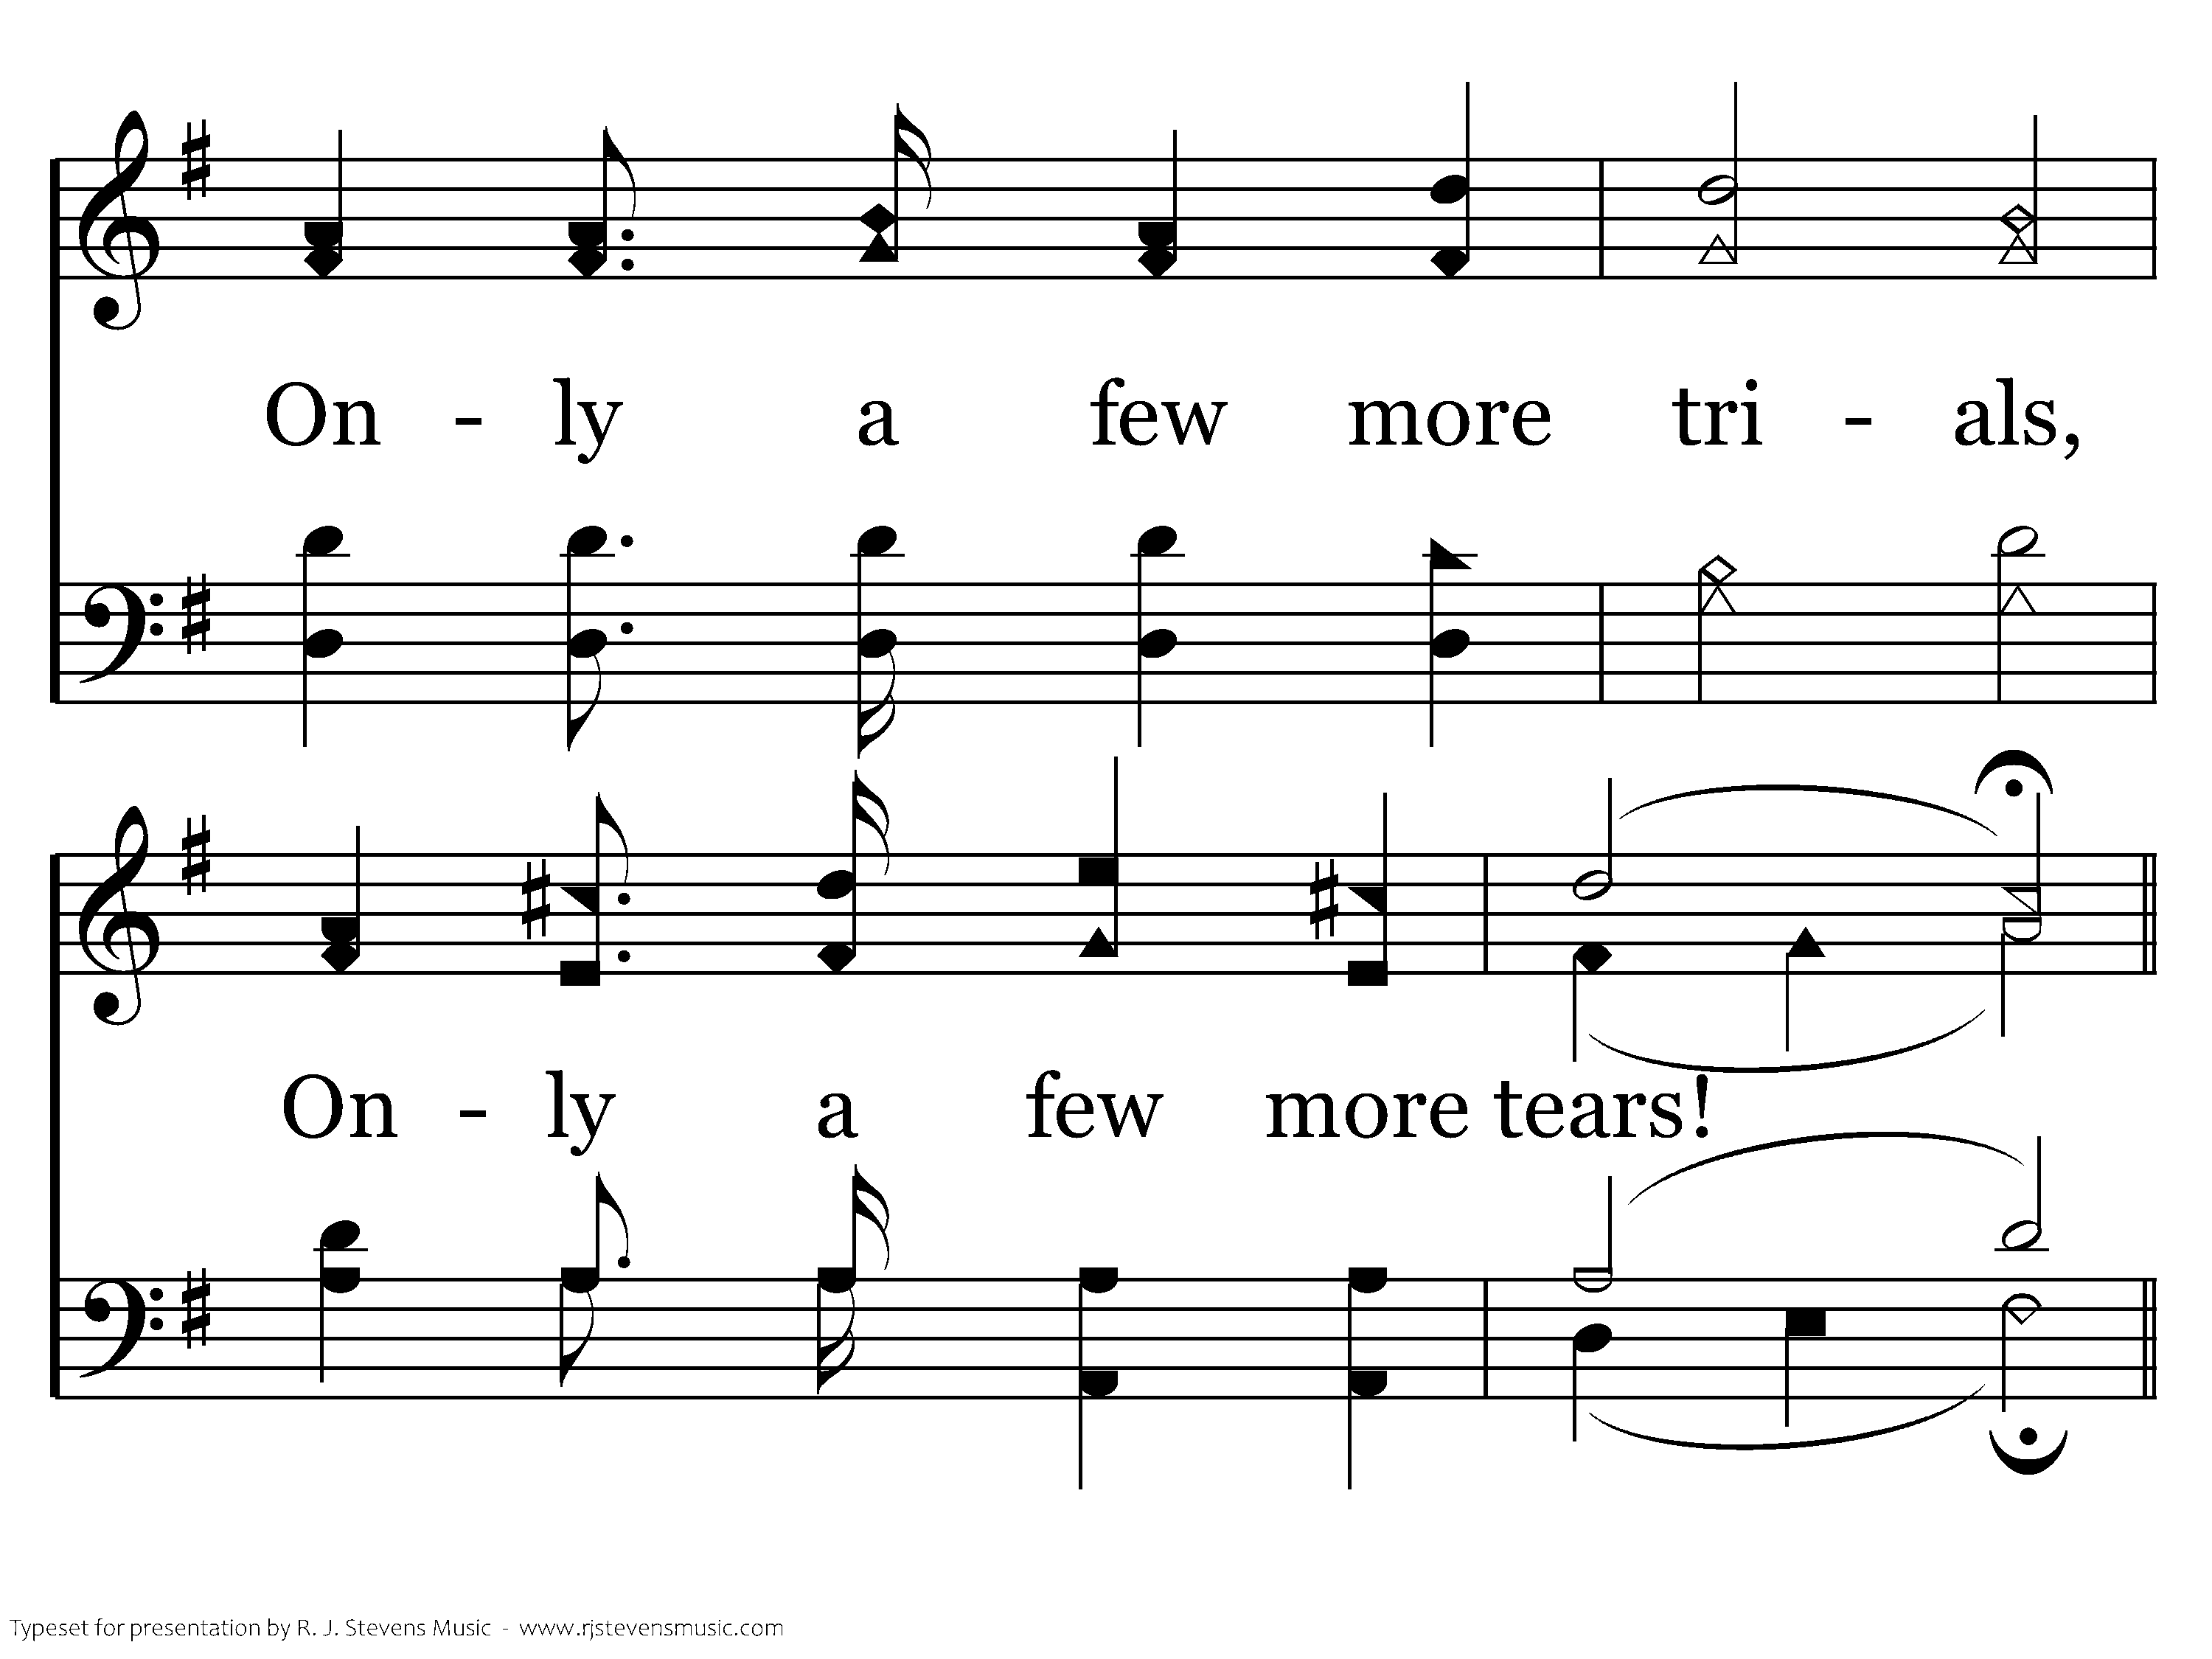 On - ly a few more tri - als,
On - ly a few more tears!
Typeset for presentation by R. J. Stevens Music - www.rjstevensmusic.com